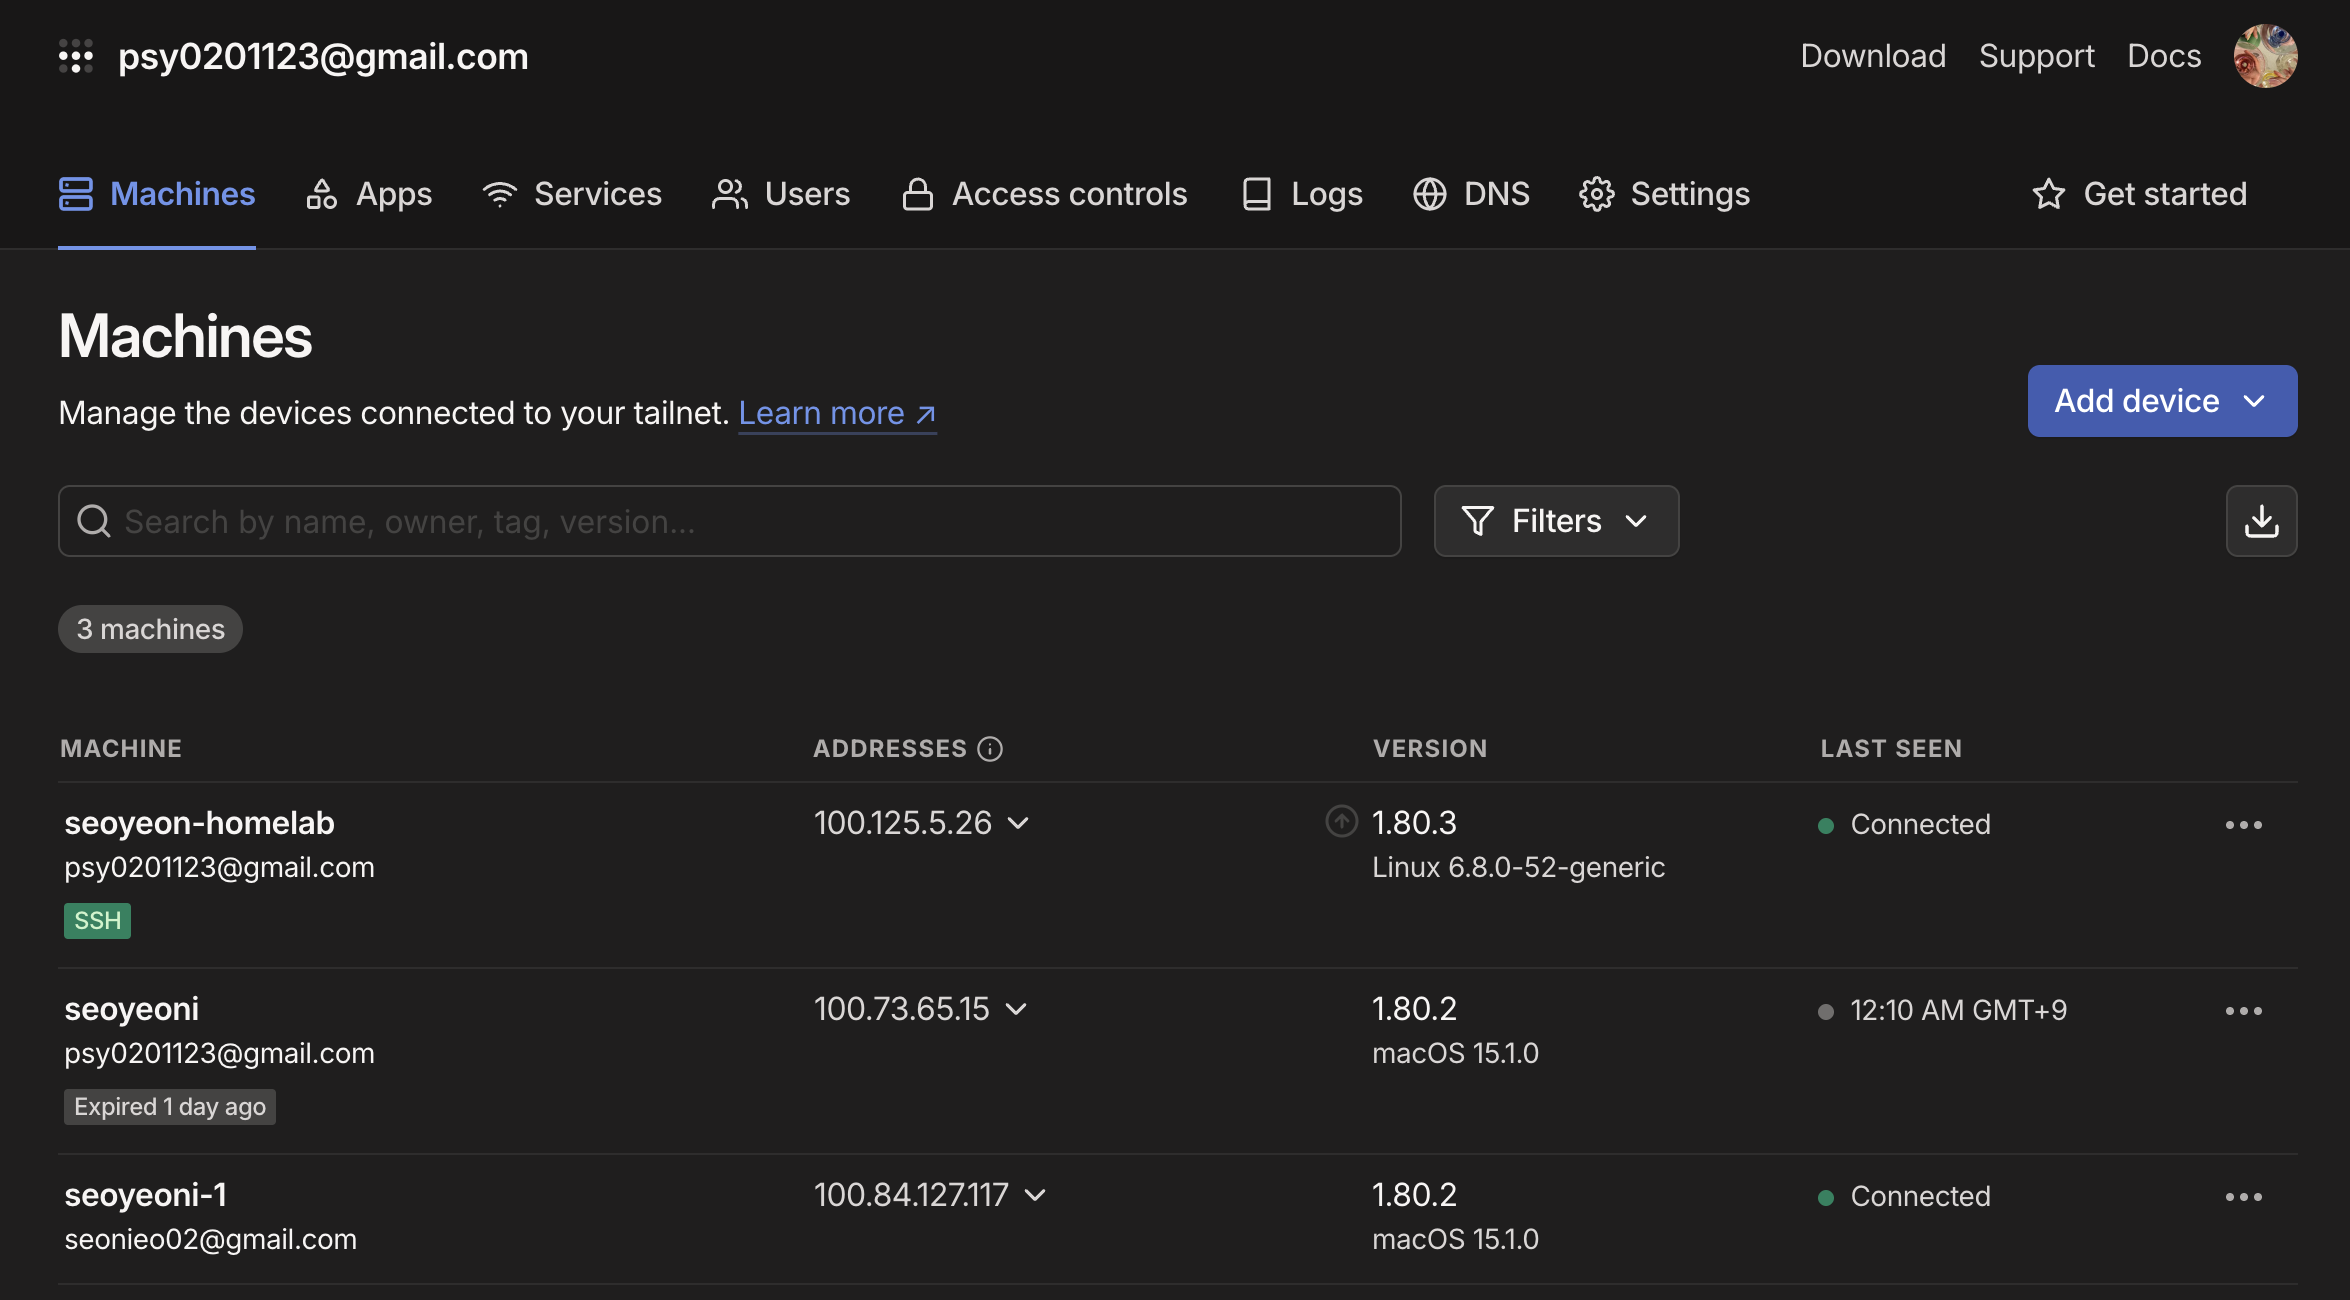 psy0201123@gmail.com Download Support Docs
Machines Apps Services Users Access controls Logs DNS Settings Get started
Machines
Manage the devices connected to your tailnet. Learn more ↗
Add device
Search by name, owner, tag, version...
Filters
3 machines
MACHINE ADDRESSES VERSION LAST SEEN
seoyeon-homelab 100.125.5.26 1.80.3 Connected
psy0201123@gmail.com Linux 6.8.0-52-generic
SSH
seoyeoni 100.73.65.15 1.80.2 12:10 AM GMT+9
psy0201123@gmail.com macOS 15.1.0
Expired 1 day ago
seoyeoni-1 100.84.127.117 1.80.2 Connected
seonieo02@gmail.com macOS 15.1.0